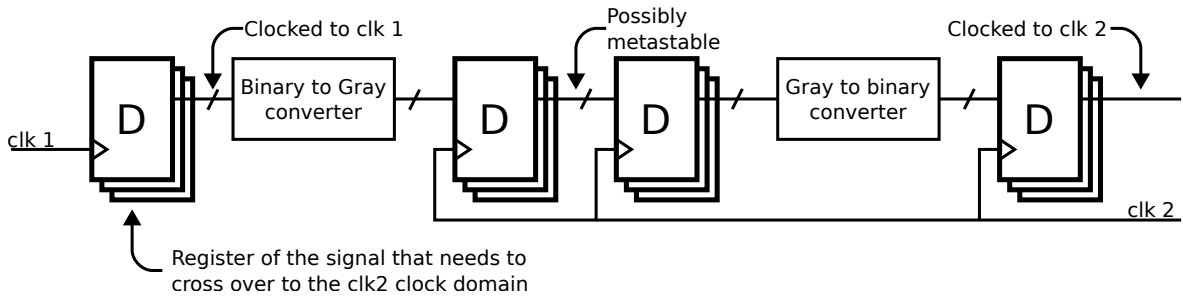 Clocked to clk 1
Possibly
metastable
Clocked to clk 2
D
Binary to Gray
converter
D
D
Gray to binary
converter
D
clk 1
clk 2
Register of the signal that needs to
cross over to the clk2 clock domain